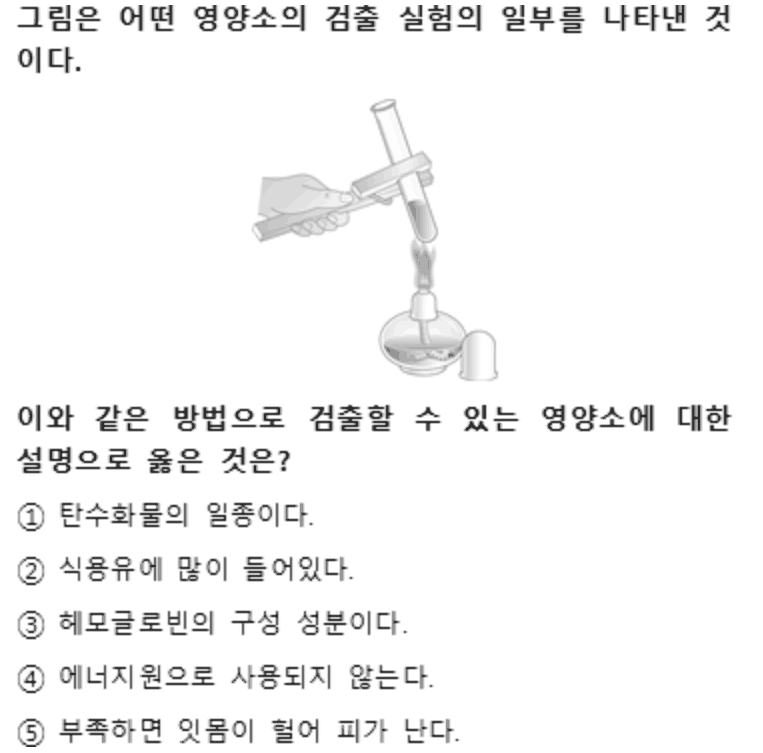 그림은 어떤 영양소의 검출 실험의 일부를 나타낸 것
이다.
이와 같은 방법으로 검출할 수 있는 영양소에 대한
설명으로 옳은 것은?
① 탄수화물의 일종이다.
② 식용유에 많이 들어있다.
③ 헤모글로빈의 구성 성분이다.
④ 에너지원으로 사용되지 않는다.
⑤ 부족하면 잇몸이 헐어 피가 난다.